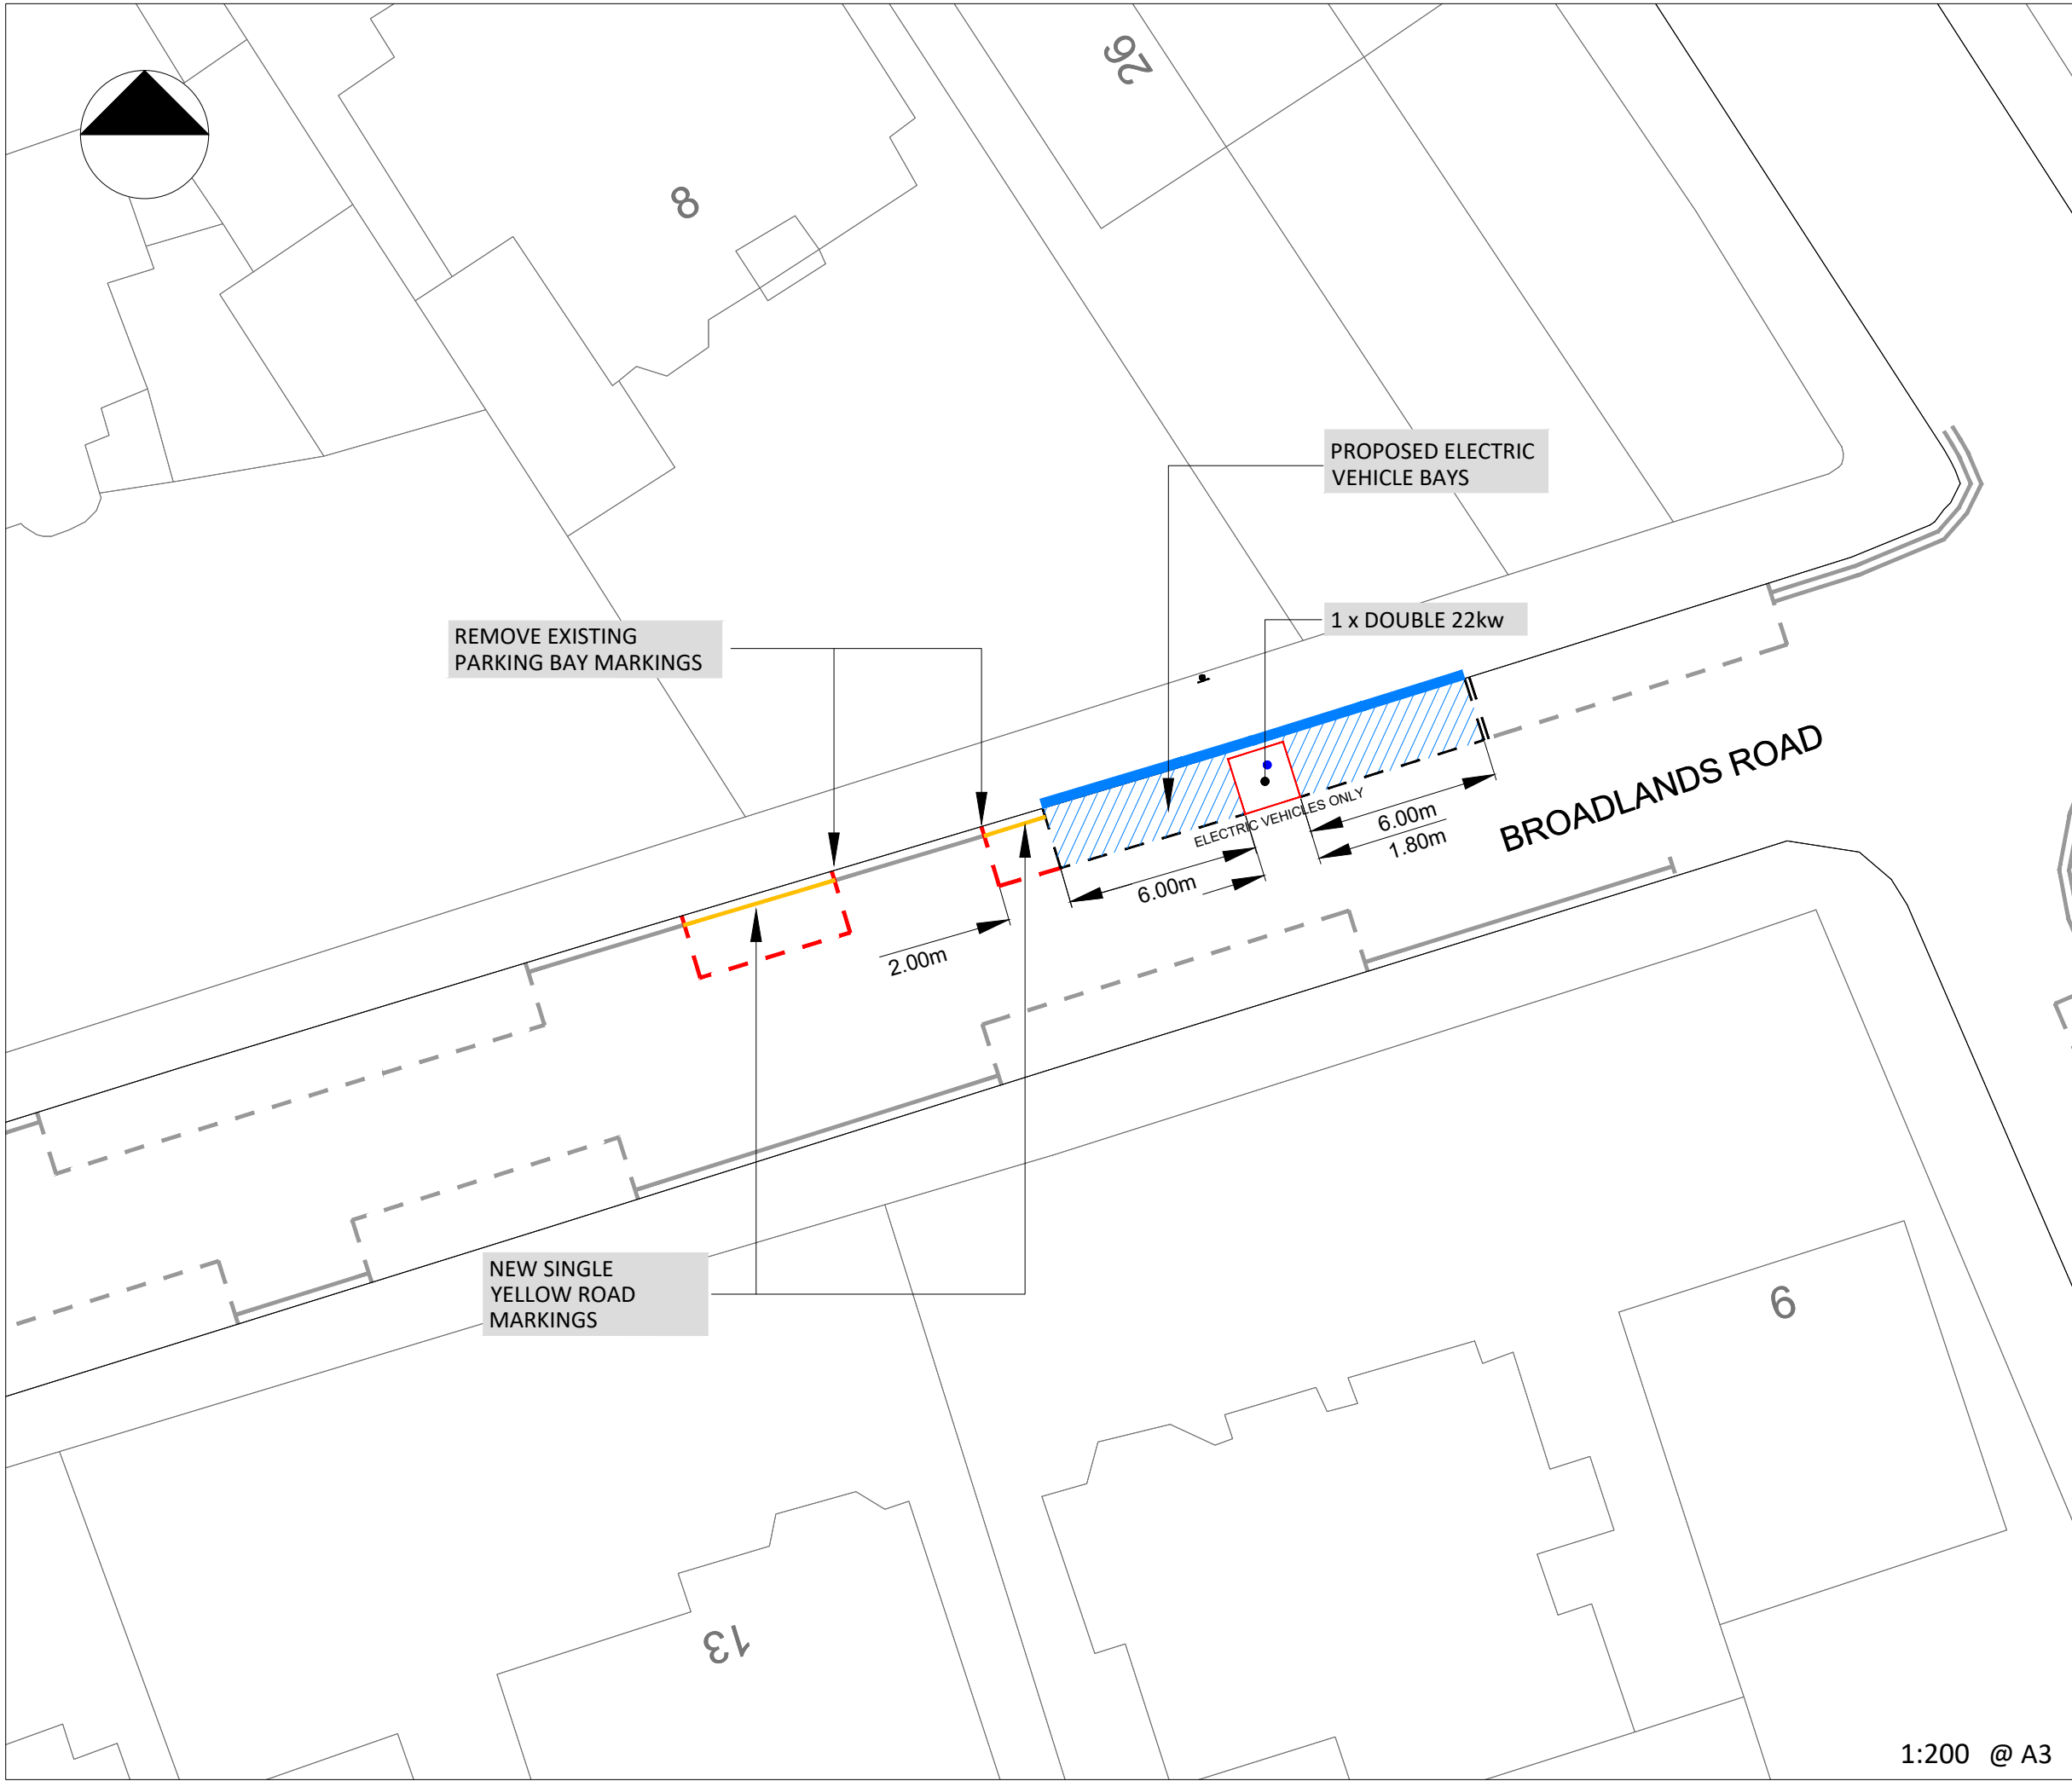 26
8
PROPOSED ELECTRIC
VEHICLE BAYS
1 x DOUBLE 22kw
REMOVE EXISTING
PARKING BAY MARKINGS
BROADLANDS ROAD
ELECTRIC VEHICLES ONLY
6.00m
1.80m
6.00m
2.00m
NEW SINGLE
YELLOW ROAD
MARKINGS
9
13
1:200 @ A3